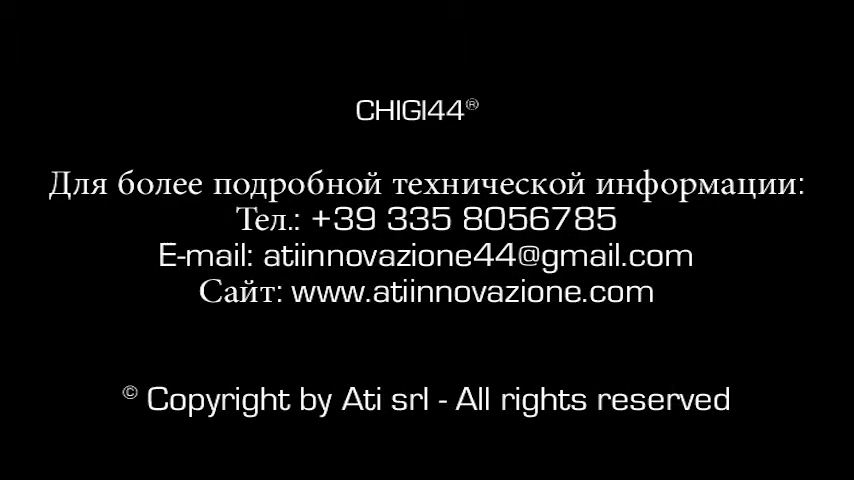 CHIGI44®
Для более подробной технической информации:
Тел.: +39 335 8056785
E-mail: atiinnovazione44@gmail.com
Сайт: www.atiinnovazione.com
© Copyright by Ati srl - All rights reserved